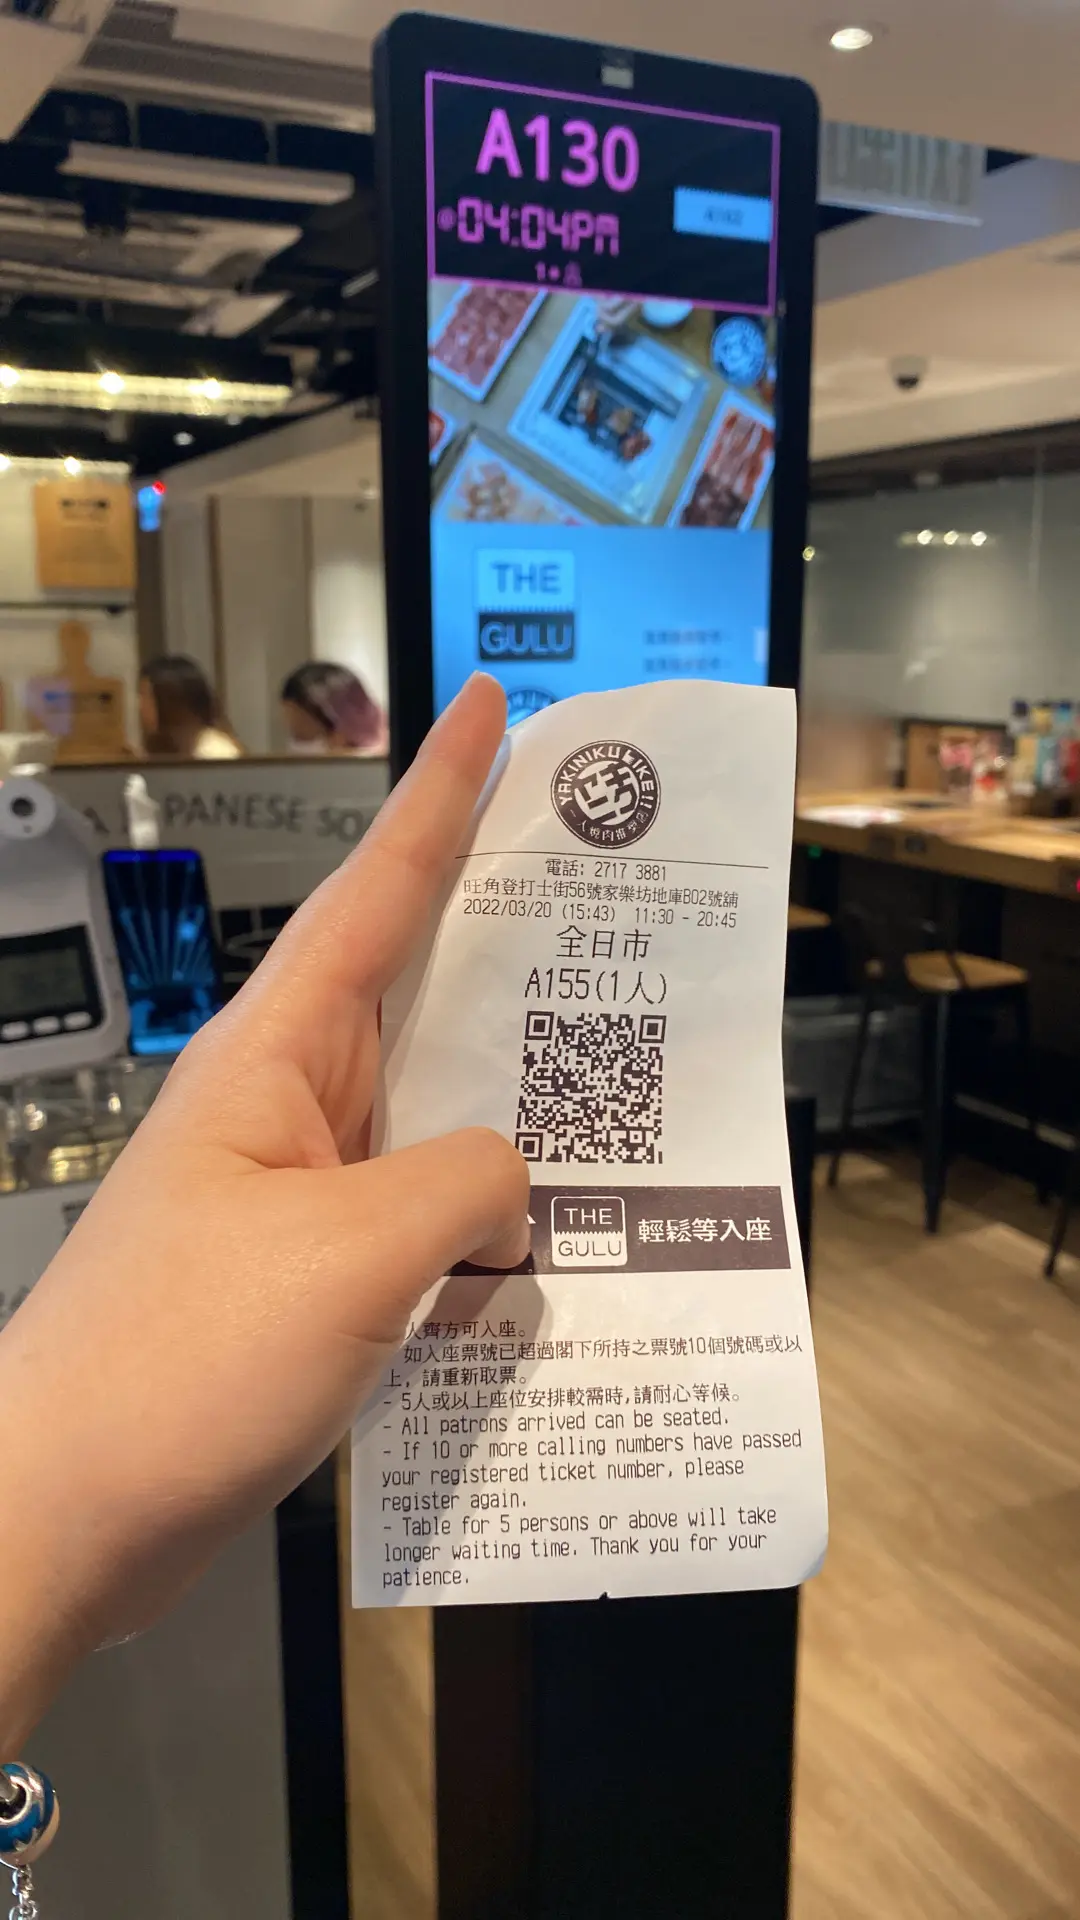 A130
04:04PM
THE
GULU
PANESE SO
YAKINIKU LIKE!!
電話: 2717 3881
旺角登打士街56號家樂坊地庫B02號舖
2022/03/20 (15:43) 11:30 - 20:45
全日市
A155(1人)
THE
GULU
輕鬆等入座
人齊方可入座。
如入座票號已超過閣下所持之票號10個號碼或以
上, 請重新取票。
- 5人或以上座位安排較需時,請耐心等候。
- All patrons arrived can be seated.
- If 10 or more calling numbers have passed
your registered ticket number, please
register again.
- Table for 5 persons or above will take
longer waiting time. Thank you for your
patience.